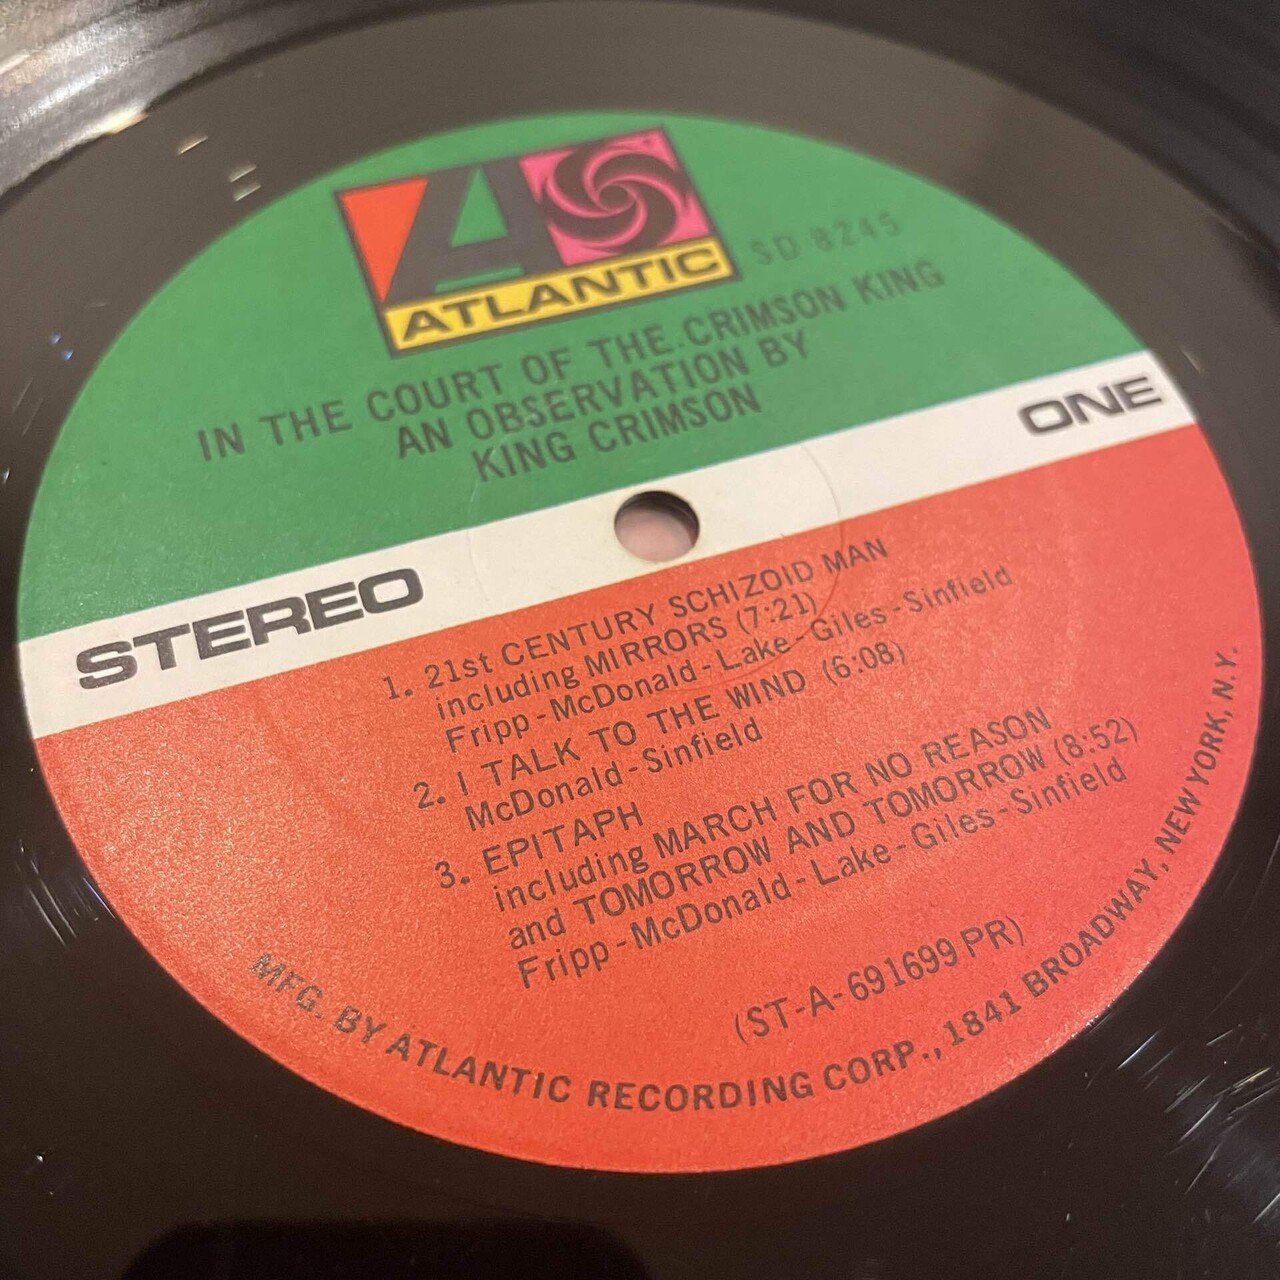 ATLANTIC
SD 8245
IN THE COURT OF THE CRIMSON KING
AN OBSERVATION BY
KING CRIMSON
STEREO
ONE
1. 21st CENTURY SCHIZOID MAN
including MIRRORS (7:21)
Fripp-McDonald-Lake-Giles-Sinfield
2. I TALK TO THE WIND (6:08)
McDonald-Sinfield
3. EPITAPH
including MARCH FOR NO REASON
and TOMORROW AND TOMORROW (8:52)
Fripp-McDonald-Lake-Giles-Sinfield
(ST-A-691699 PR)
MFG. BY ATLANTIC RECORDING CORP., 1841 BROADWAY, NEW YORK, N.Y.